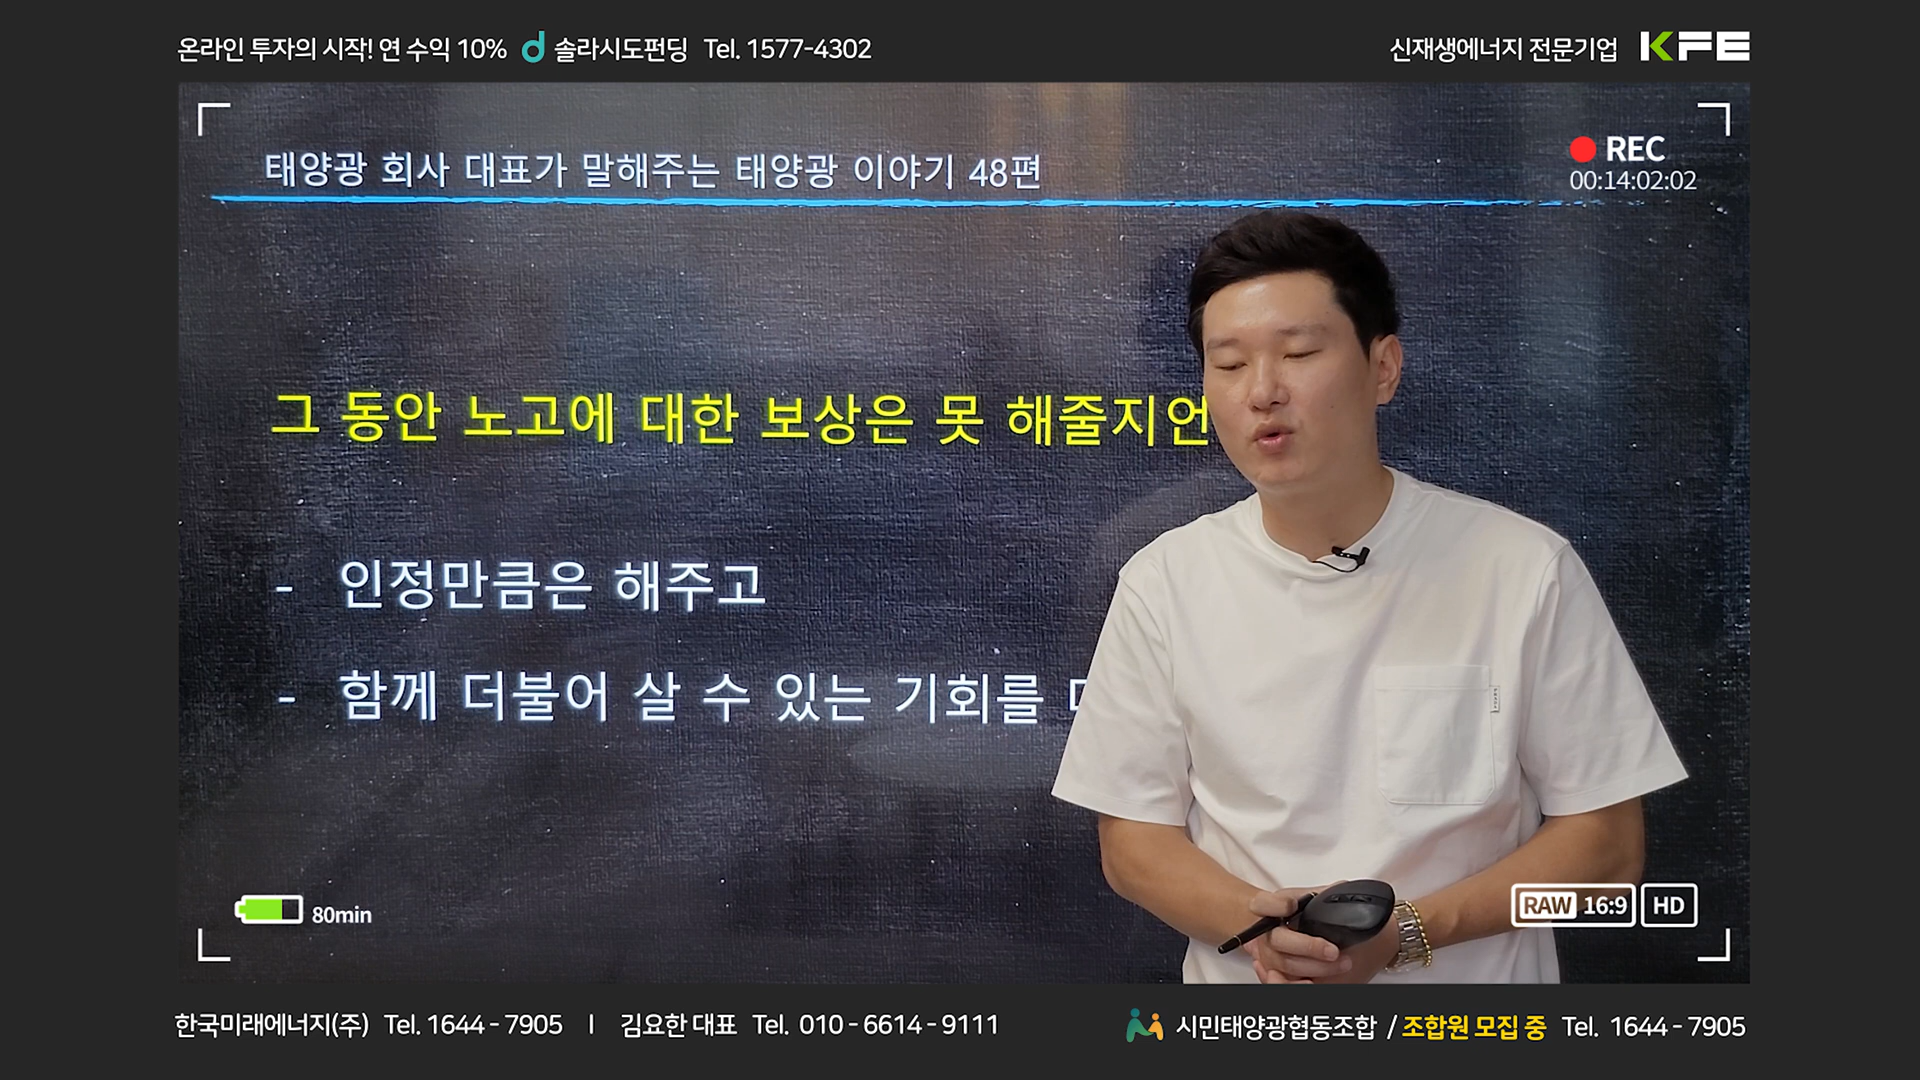 온라인 투자의 시작! 연 수익 10% 솔라시도펀딩 Tel. 1577-4302
신재생에너지 전문기업 KFE
태양광 회사 대표가 말해주는 태양광 이야기 48편
REC
00:14:02:02
그 동안 노고에 대한 보상은 못 해줄지언
- 인정만큼은 해주고
- 함께 더불어 살 수 있는 기회를
80min
RAW 16:9 HD
한국미래에너지(주) Tel. 1644 - 7905 | 김요한 대표 Tel. 010 - 6614 - 9111
시민태양광협동조합 / 조합원 모집 중 Tel. 1644 - 7905